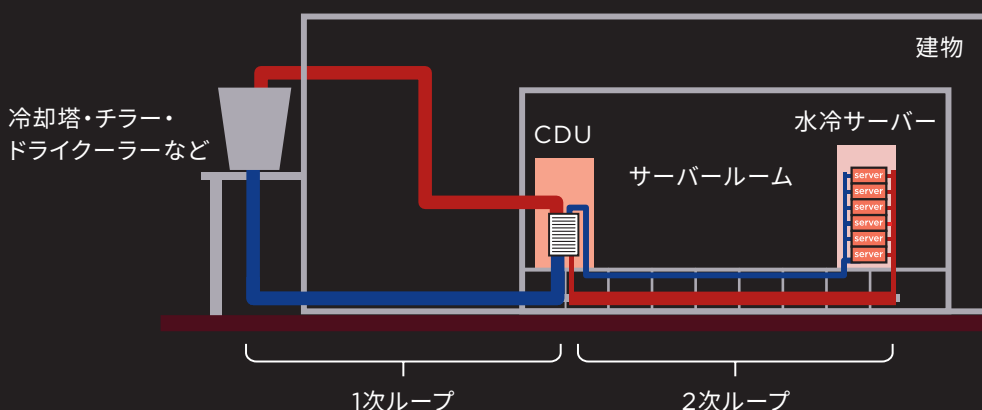 建物
冷却塔・チラー・
ドライクーラーなど
CDU
水冷サーバー
サーバールーム
server
server
server
server
server
server
1次ループ
2次ループ